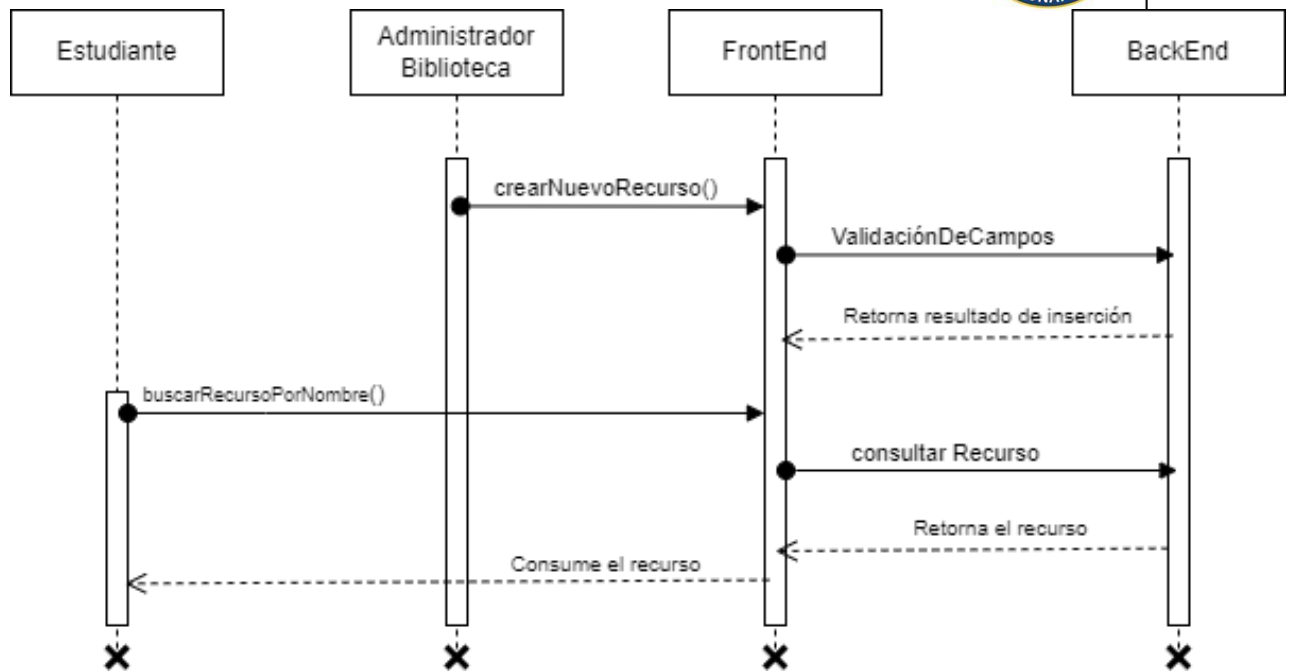 Estudiante
Administrador
Biblioteca
FrontEnd
BackEnd
crearNuevoRecurso()
ValidaciónDeCampos
Retorna resultado de inserción
buscarRecursoPorNombre()
consultar Recurso
Retorna el recurso
Consume el recurso